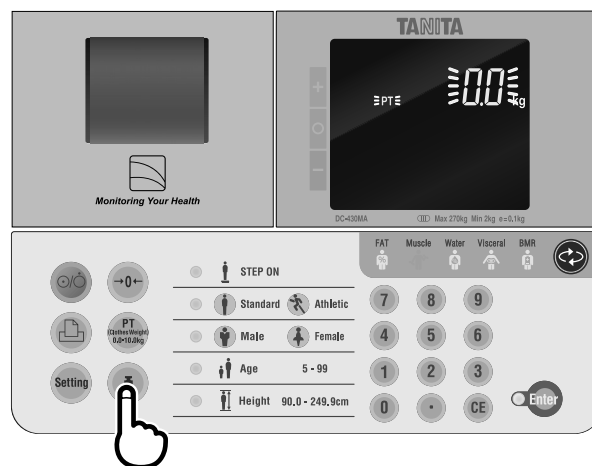 TANITA
PT
0.0 kg
Monitoring Your Health
DC-430MA Max 270kg Min 2kg e=0.1kg
FAT Muscle Water Visceral BMR
%
STEP ON
→0←
Standard Athletic
7 8 9
PT
(Clothes Weight)
0.0•10.0kg
Male Female
4 5 6
Setting
Age 5 - 99
1 2 3
Height 90.0 - 249.9cm
0 · CE
Enter